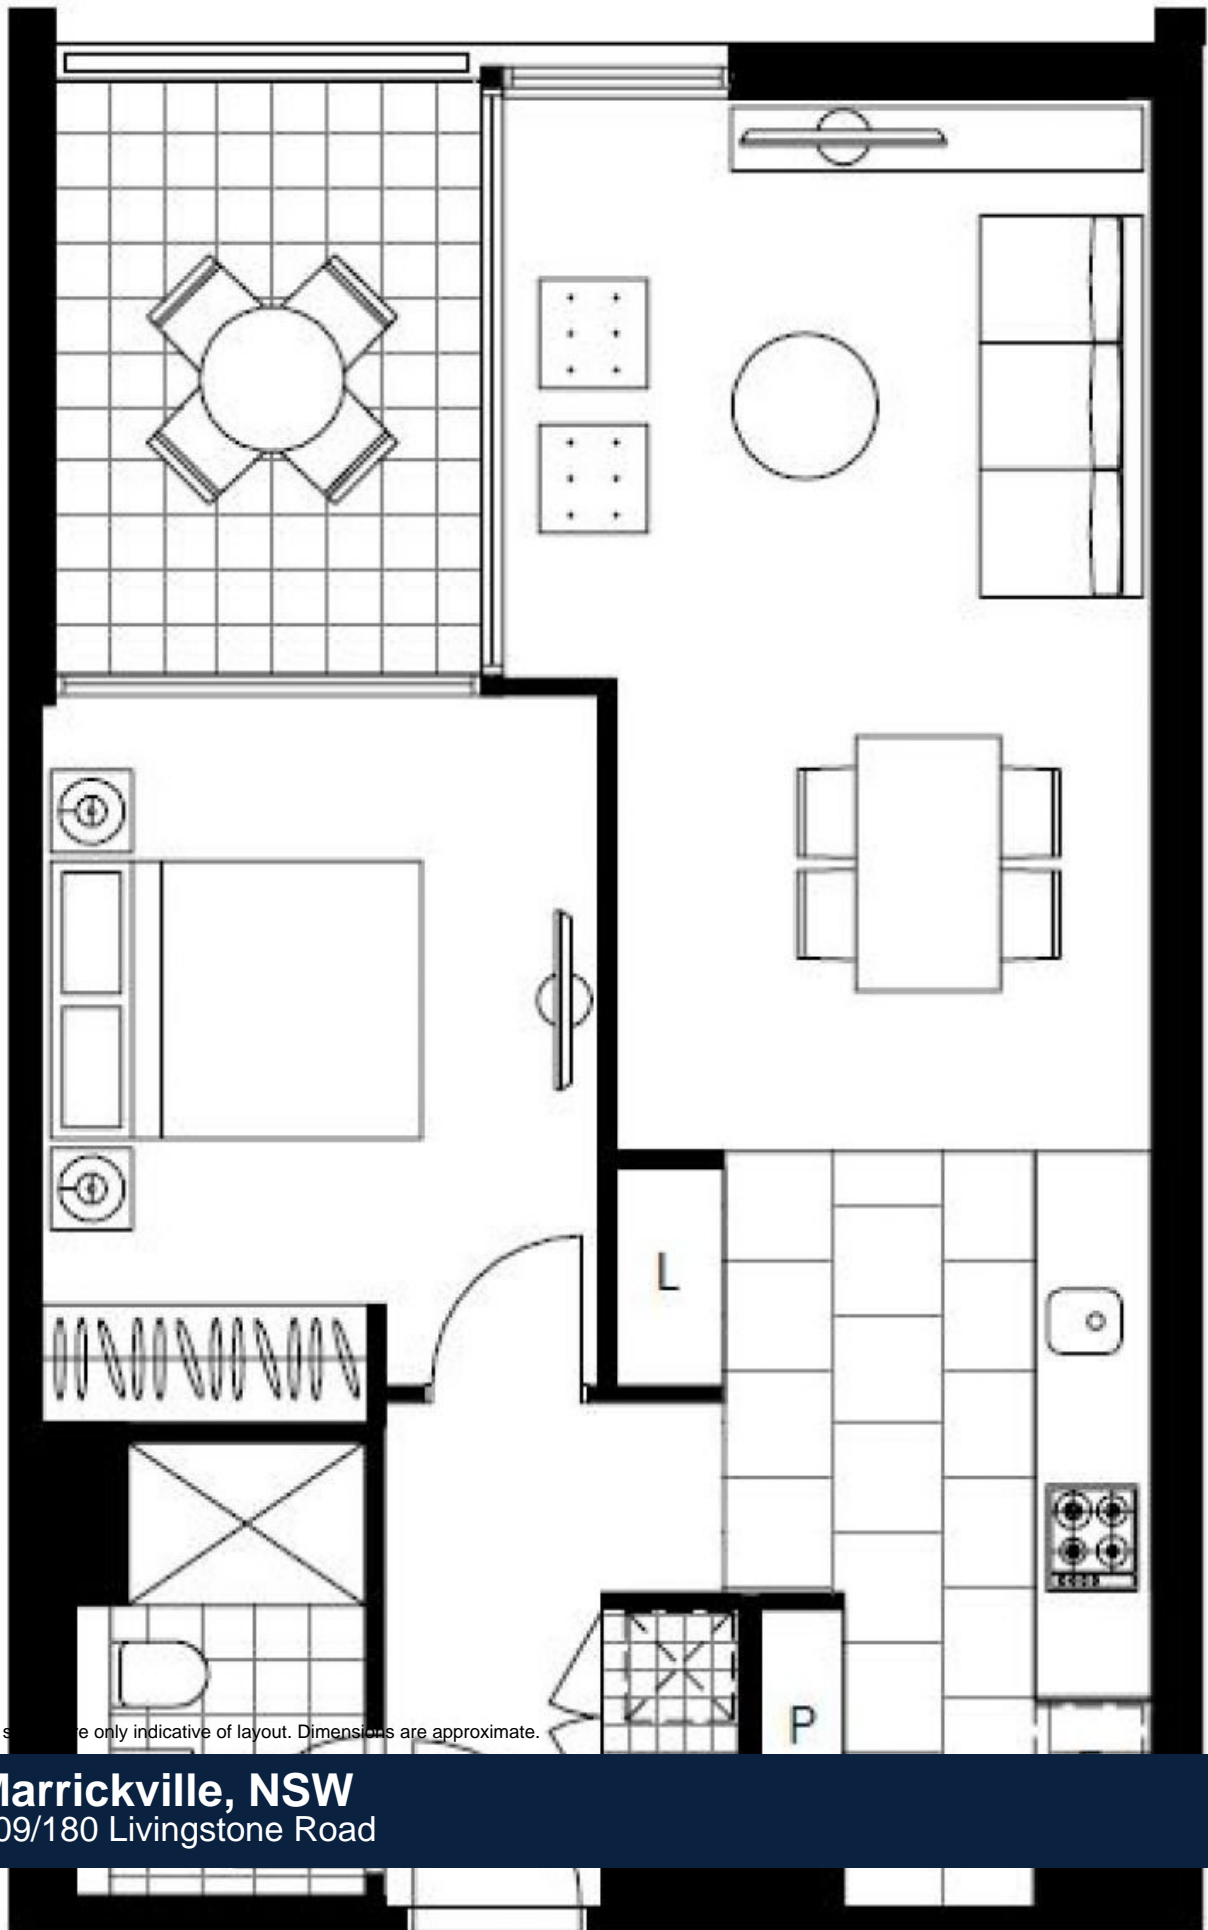 L
P
only indicative of layout. Dimensions are approximate.
Marrickville, NSW
09/180 Livingstone Road